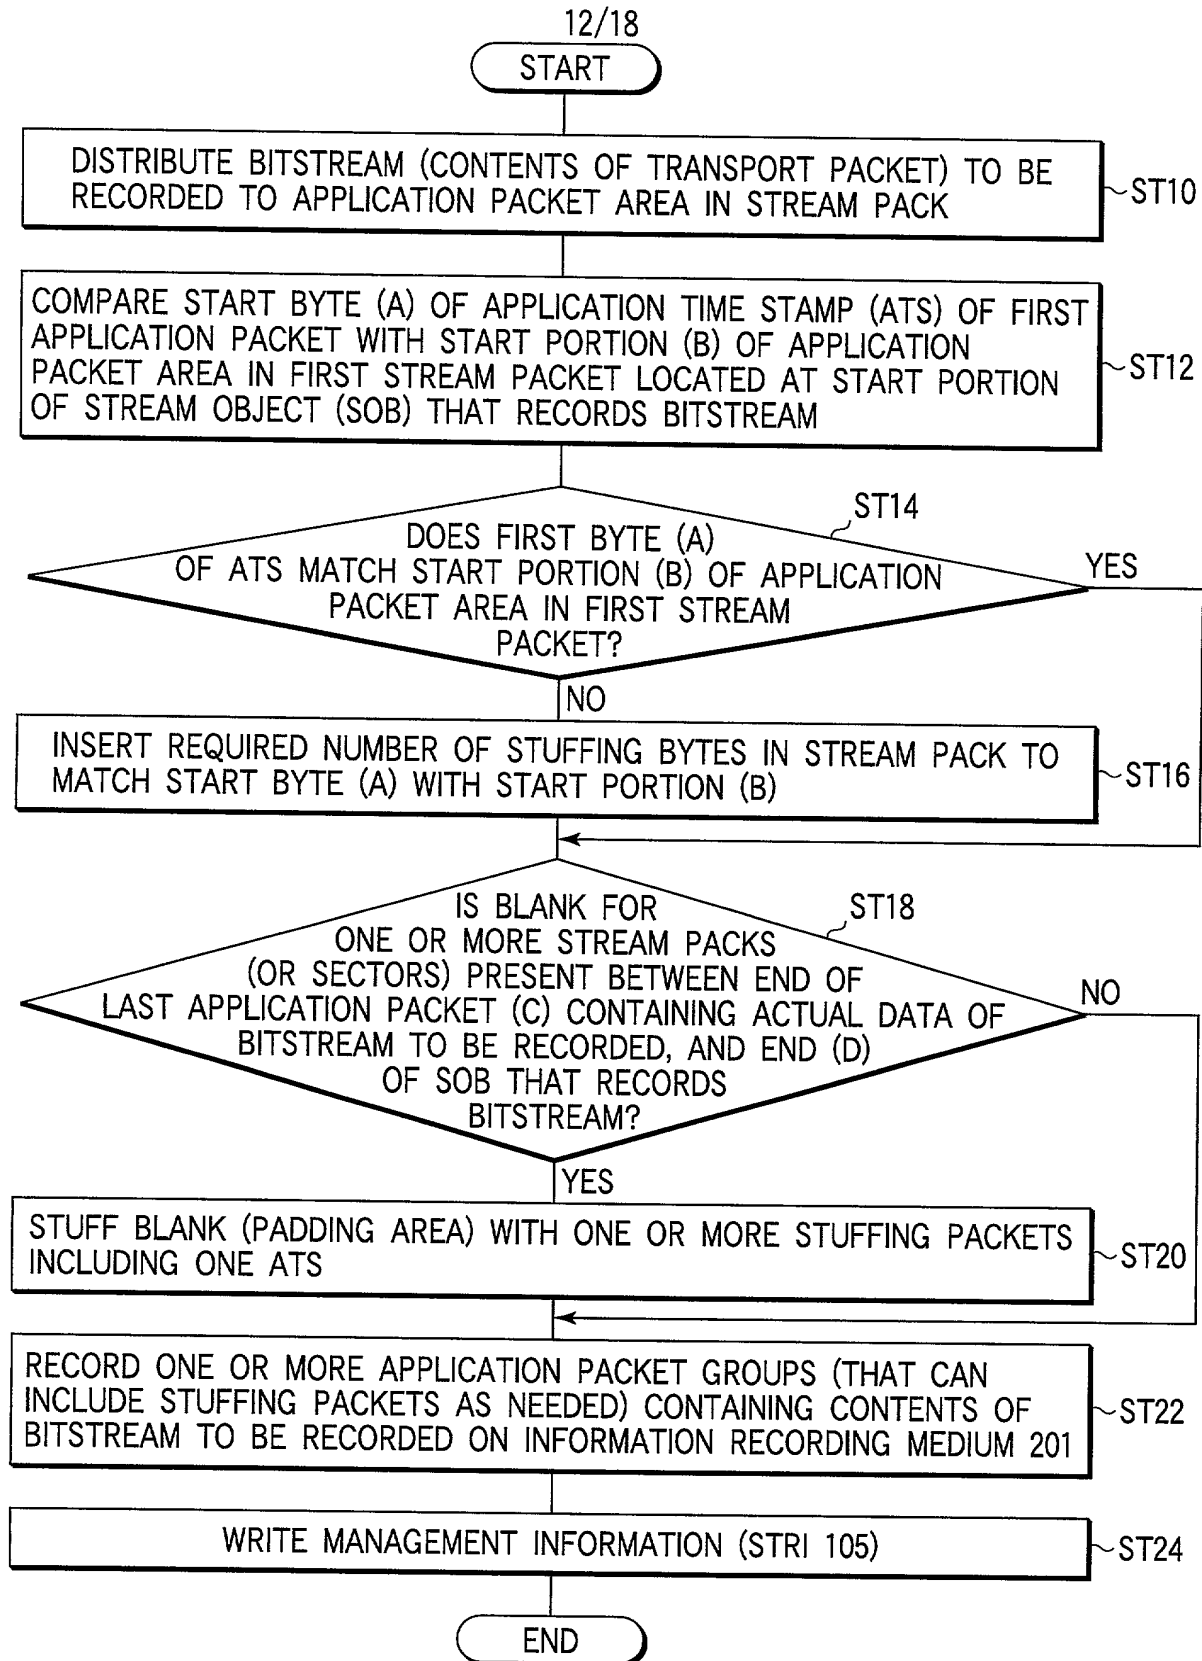 12/18
START
DISTRIBUTE BITSTREAM (CONTENTS OF TRANSPORT PACKET) TO BE
RECORDED TO APPLICATION PACKET AREA IN STREAM PACK
ST10
COMPARE START BYTE (A) OF APPLICATION TIME STAMP (ATS) OF FIRST
APPLICATION PACKET WITH START PORTION (B) OF APPLICATION
PACKET AREA IN FIRST STREAM PACKET LOCATED AT START PORTION
OF STREAM OBJECT (SOB) THAT RECORDS BITSTREAM
ST12
ST14
DOES FIRST BYTE (A)
OF ATS MATCH START PORTION (B) OF APPLICATION
PACKET AREA IN FIRST STREAM
PACKET?
YES
NO
INSERT REQUIRED NUMBER OF STUFFING BYTES IN STREAM PACK TO
MATCH START BYTE (A) WITH START PORTION (B)
ST16
ST18
IS BLANK FOR
ONE OR MORE STREAM PACKS
(OR SECTORS) PRESENT BETWEEN END OF
LAST APPLICATION PACKET (C) CONTAINING ACTUAL DATA OF
BITSTREAM TO BE RECORDED, AND END (D)
OF SOB THAT RECORDS
BITSTREAM?
NO
YES
STUFF BLANK (PADDING AREA) WITH ONE OR MORE STUFFING PACKETS
INCLUDING ONE ATS
ST20
RECORD ONE OR MORE APPLICATION PACKET GROUPS (THAT CAN
INCLUDE STUFFING PACKETS AS NEEDED) CONTAINING CONTENTS OF
BITSTREAM TO BE RECORDED ON INFORMATION RECORDING MEDIUM 201
ST22
WRITE MANAGEMENT INFORMATION (STRI 105)
ST24
END